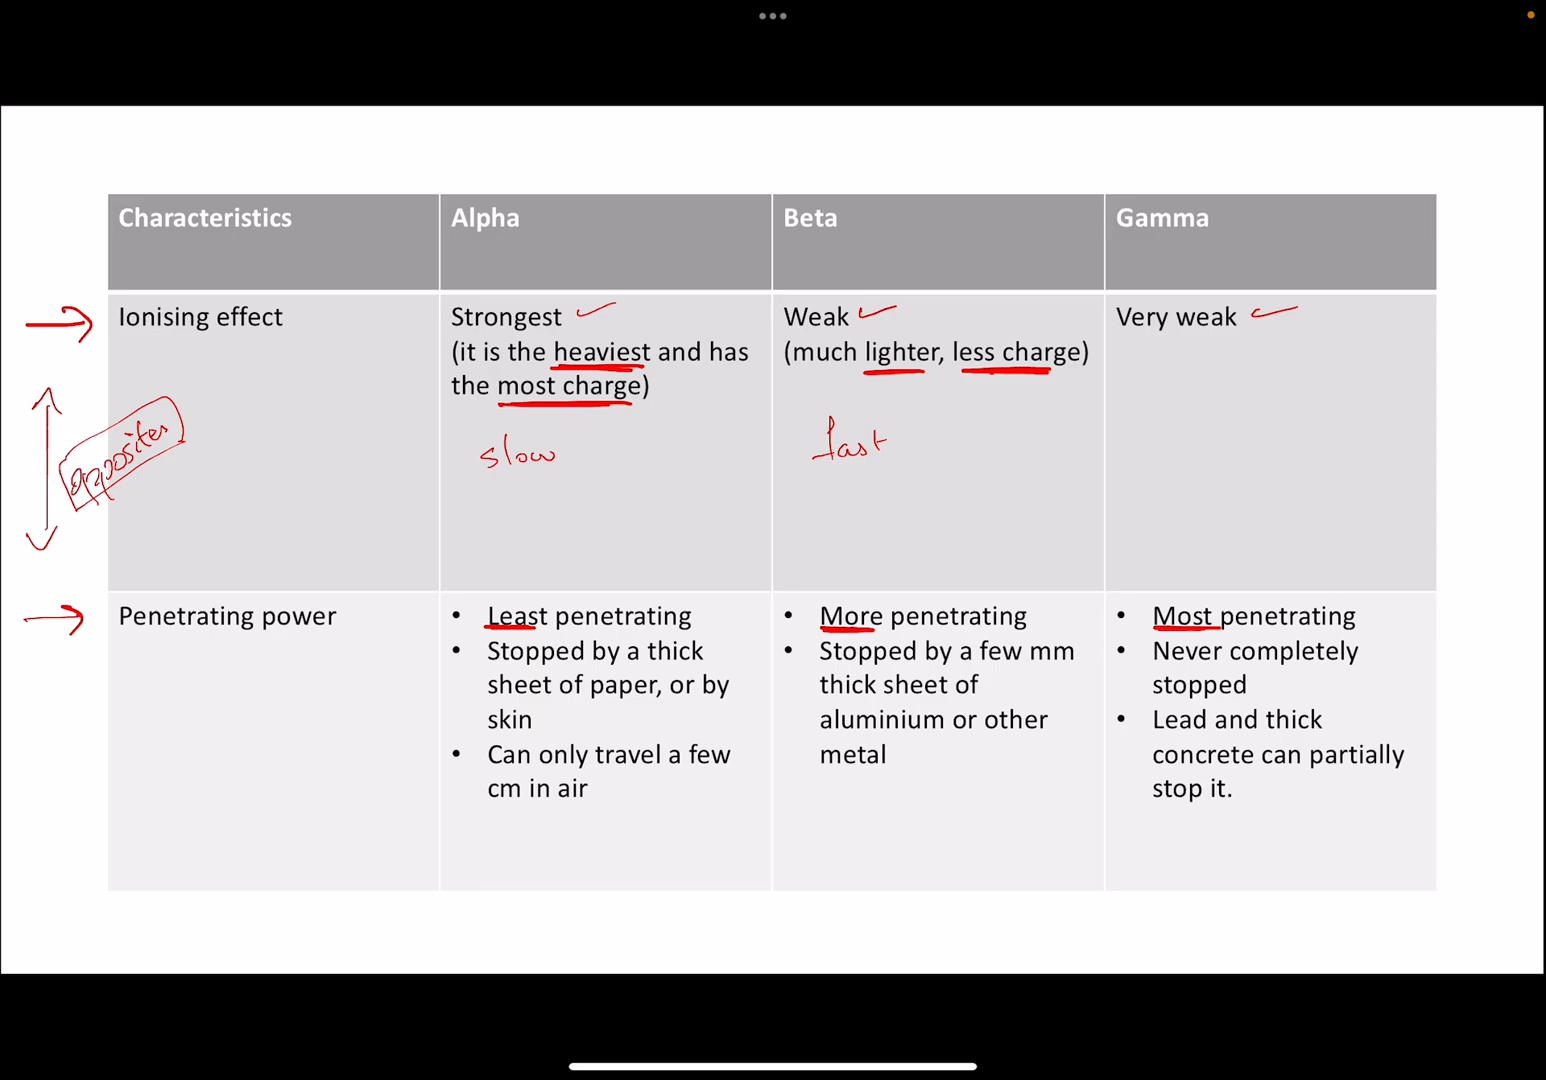 Characteristics
Alpha
Beta
Gamma
Ionising effect
Strongest
(it is the heaviest and has
the most charge)
slow
Weak
(much lighter, less charge)
fast
Very weak
opposites
Penetrating power
• Least penetrating
• Stopped by a thick
sheet of paper, or by
skin
• Can only travel a few
cm in air
• More penetrating
• Stopped by a few mm
thick sheet of
aluminium or other
metal
• Most penetrating
• Never completely
stopped
• Lead and thick
concrete can partially
stop it.